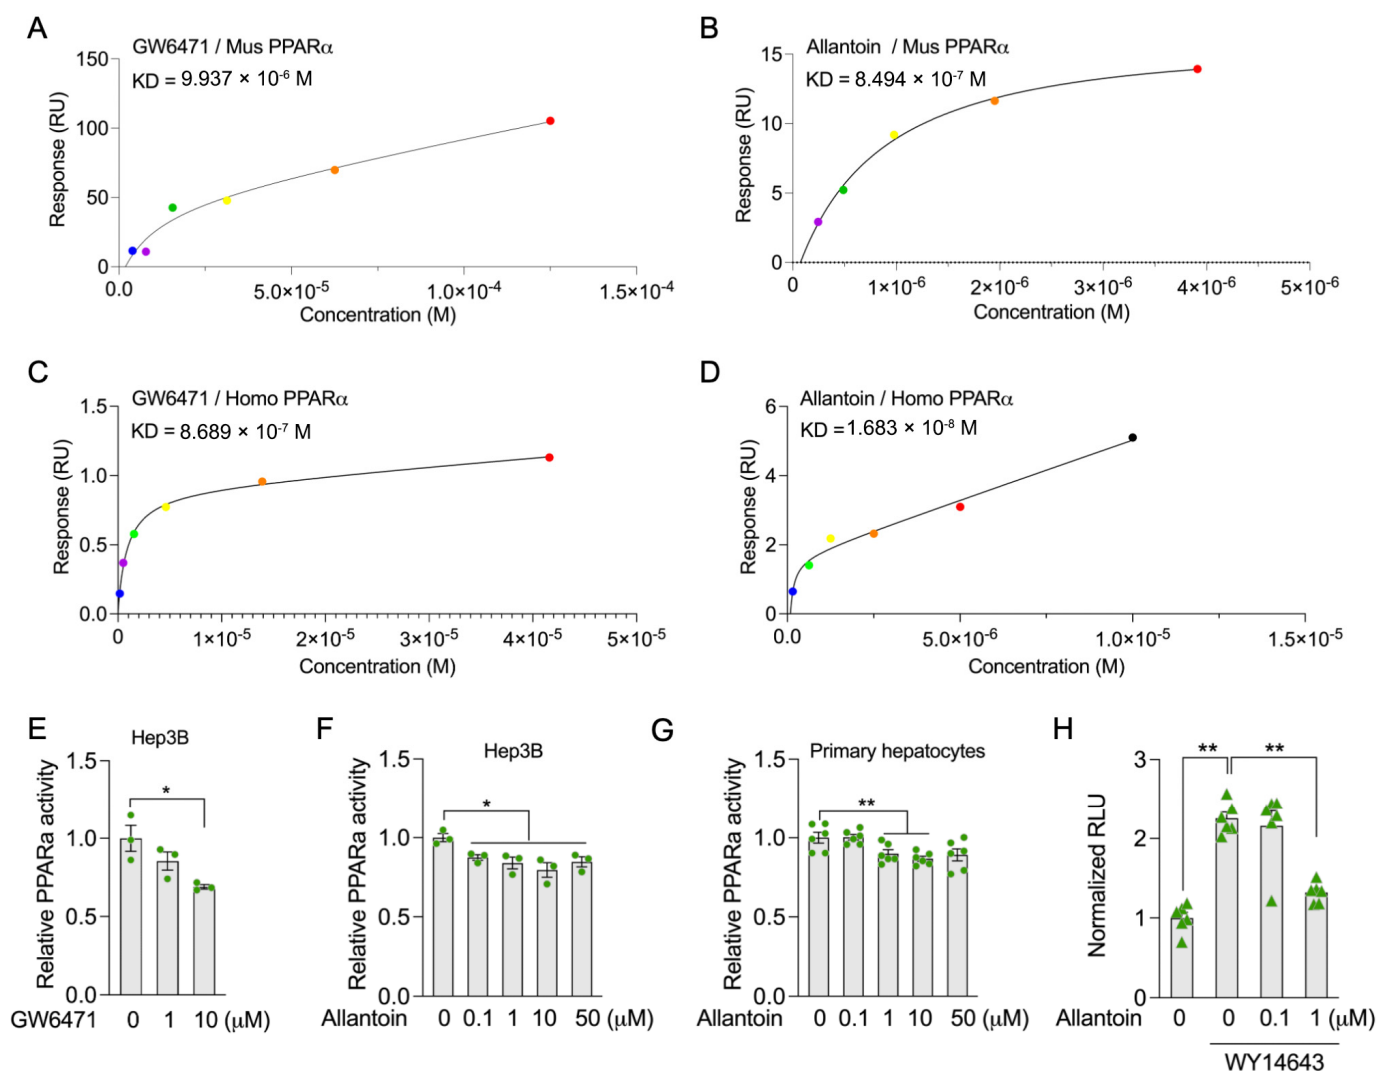 A
GW6471 / Mus PPARα
KD = 9.937 × 10-6 M
Response (RU)
150
100
50
0
0.0
5.0×10-5
1.0×10-4
1.5×10-4
Concentration (M)
B
Allantoin / Mus PPARα
KD = 8.494 × 10-7 M
Response (RU)
15
10
5
0
0
1×10-6
2×10-6
3×10-6
4×10-6
5×10-6
Concentration (M)
C
GW6471 / Homo PPARα
KD = 8.689 × 10-7 M
Response (RU)
1.5
1.0
0.5
0.0
0
1×10-5
2×10-5
3×10-5
4×10-5
5×10-5
Concentration (M)
D
Allantoin / Homo PPARα
KD =1.683 × 10-8 M
Response (RU)
6
4
2
0
0.0
5.0×10-6
1.0×10-5
1.5×10-5
Concentration (M)
E
Hep3B
Relative PPARa activity
1.5
1.0
0.5
0.0
*
GW6471 0 1 10 (μM)
F
Hep3B
Relative PPARa activity
1.5
1.0
0.5
0.0
*
Allantoin 0 0.1 1 10 50 (μM)
G
Primary hepatocytes
Relative PPARa activity
1.5
1.0
0.5
0.0
**
Allantoin 0 0.1 1 10 50 (μM)
H
Normalized RLU
3
2
1
0
** **
Allantoin 0 0 0.1 1 (μM)
WY14643